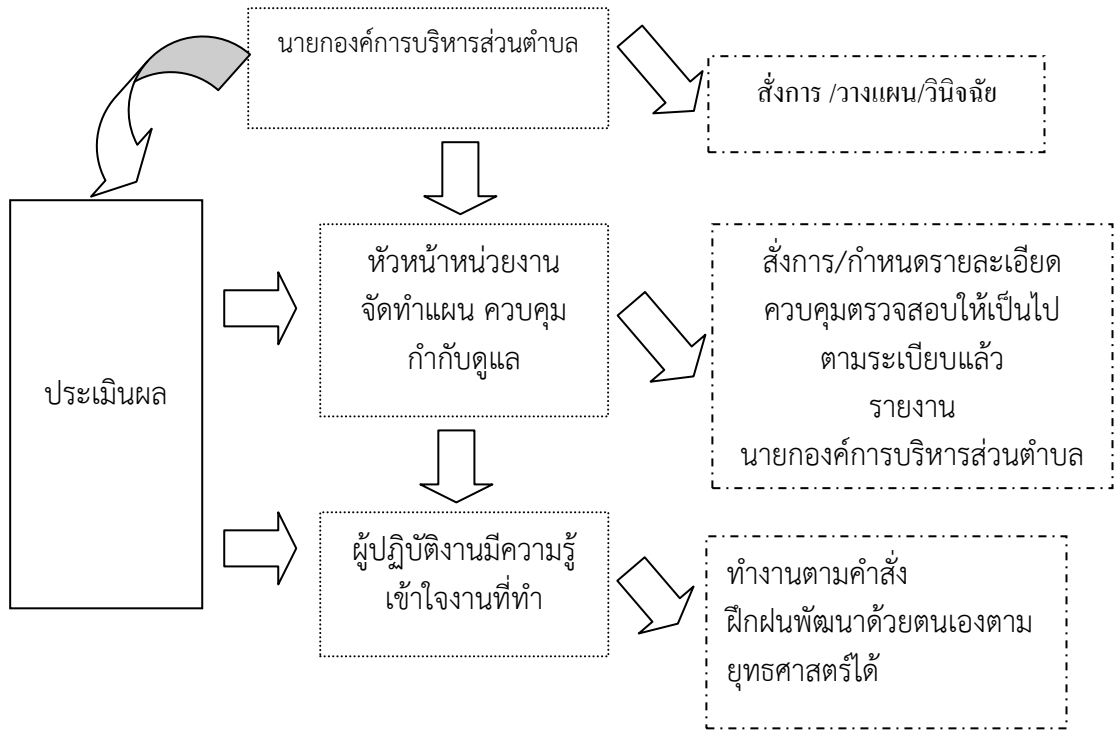 นายกองค์การบริหารส่วนตำบล
สั่งการ /วางแผน/วินิจฉัย
หัวหน้าหน่วยงาน
จัดทำแผน ควบคุม
กำกับดูแล
สั่งการ/กำหนดรายละเอียด
ควบคุมตรวจสอบให้เป็นไป
ตามระเบียบแล้ว
รายงาน
นายกองค์การบริหารส่วนตำบล
ประเมินผล
ผู้ปฏิบัติงานมีความรู้
เข้าใจงานที่ทำ
ทำงานตามคำสั่ง
ฝึกฝนพัฒนาด้วยตนเองตาม
ยุทธศาสตร์ได้